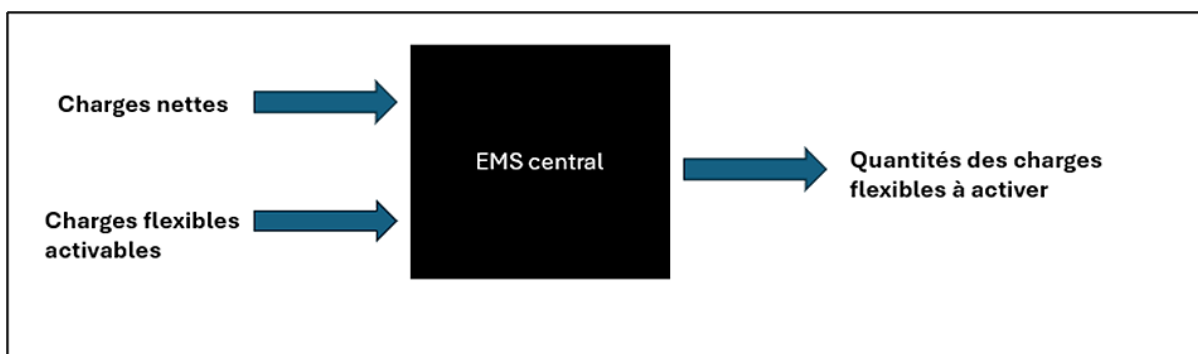 Charges nettes
EMS central
Quantités des charges
flexibles à activer
Charges flexibles
activables